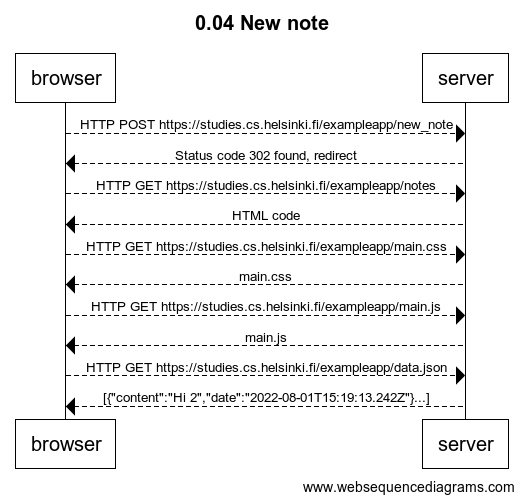 0.04 New note
browser server
HTTP POST https://studies.cs.helsinki.fi/exampleapp/new_note
Status code 302 found, redirect
HTTP GET https://studies.cs.helsinki.fi/exampleapp/notes
HTML code
HTTP GET https://studies.cs.helsinki.fi/exampleapp/main.css
main.css
HTTP GET https://studies.cs.helsinki.fi/exampleapp/main.js
main.js
HTTP GET https://studies.cs.helsinki.fi/exampleapp/data.json
[{"content":"Hi 2","date":"2022-08-01T15:19:13.242Z"}...]
browser server
www.websequencediagrams.com